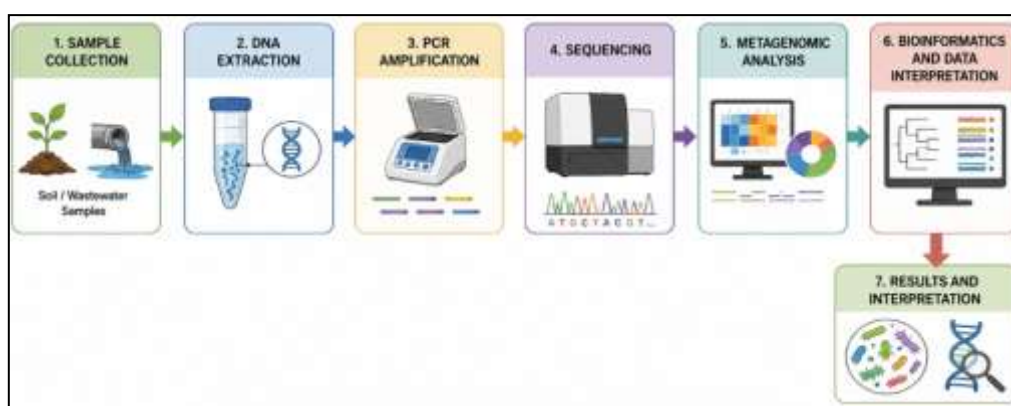 1. SAMPLE
COLLECTION
Soil / Wastewater
Samples
2. DNA
EXTRACTION
3. PCR
AMPLIFICATION
4. SEQUENCING
5. METAGENOMIC
ANALYSIS
6. BIOINFORMATICS
AND DATA
INTERPRETATION
7. RESULTS AND
INTERPRETATION